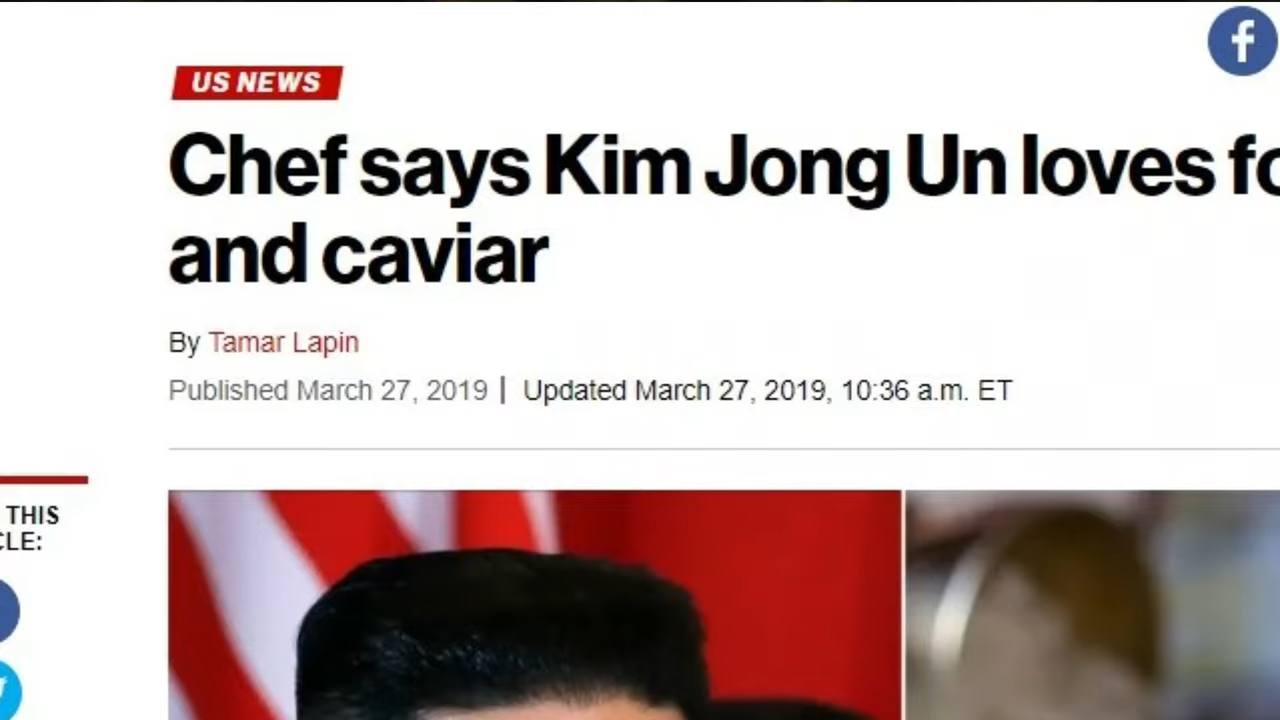 US NEWS
Chef says Kim Jong Un loves fo
and caviar
By Tamar Lapin
Published March 27, 2019 | Updated March 27, 2019, 10:36 a.m. ET
THIS
CLE: